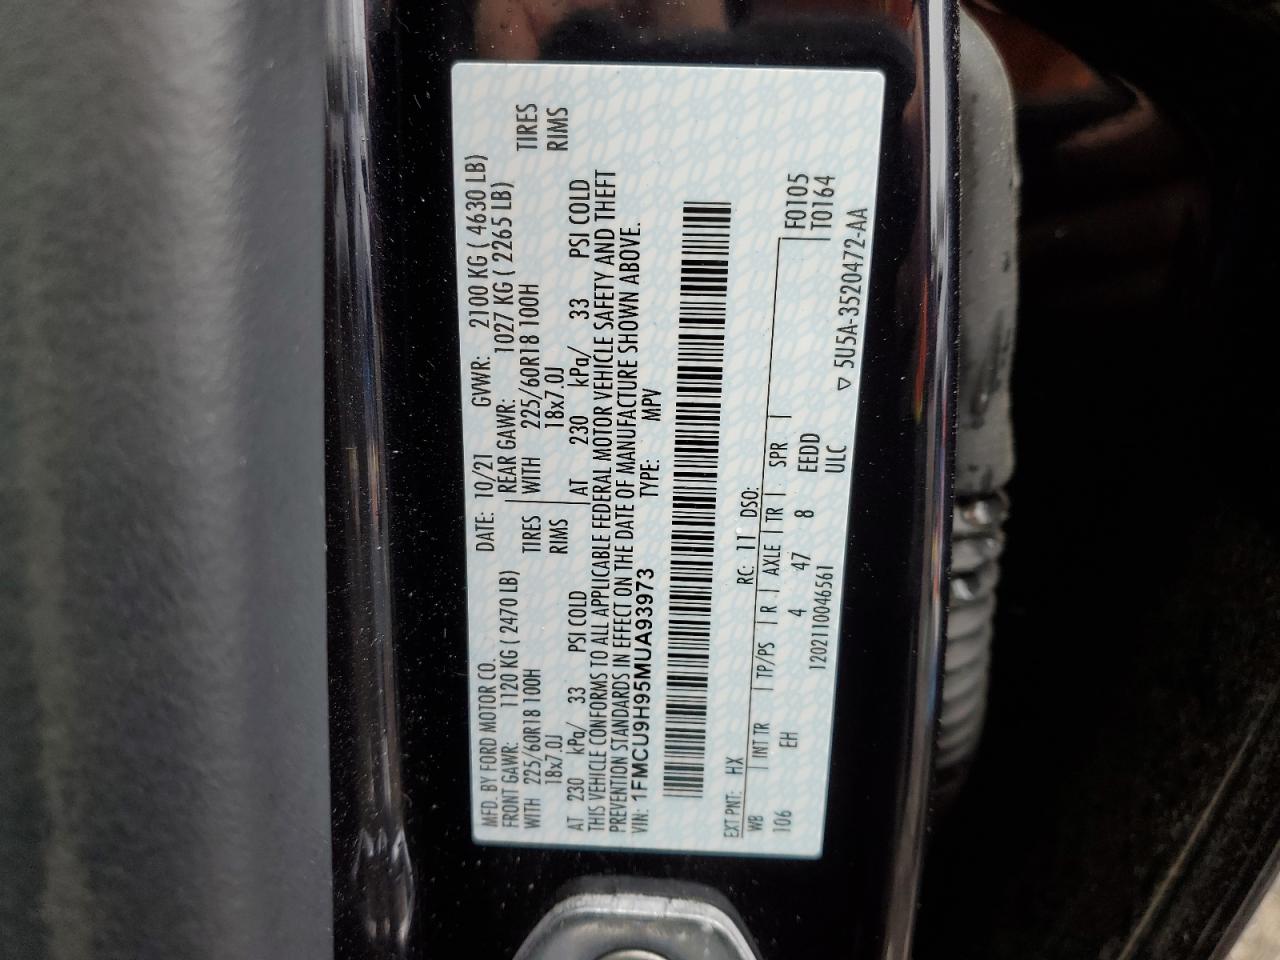 MFD. BY FORD MOTOR CO. DATE: 10/21 GVWR: 2100 KG ( 4630 LB)
FRONT GAWR: 1120 KG ( 2470 LB) REAR GAWR: 1027 KG ( 2265 LB)
WITH 225/60R18 100H TIRES WITH 225/60R18 100H TIRES
18x7.0J RIMS 18x7.0J RIMS
AT 230 kPa/ 33 PSI COLD AT 230 kPa/ 33 PSI COLD
THIS VEHICLE CONFORMS TO ALL APPLICABLE FEDERAL MOTOR VEHICLE SAFETY AND THEFT
PREVENTION STANDARDS IN EFFECT ON THE DATE OF MANUFACTURE SHOWN ABOVE.
VIN: 1FMCU9H95MUA93973 TYPE: MPV
EXT PNT: HX RC: 11 DSO: F0105
WB INT TR TP/PS R AXLE TR SPR T0164
106 EH 4 47 8 EEDD
1202110046561 ULC ▽ 5U5A-3520472-AA